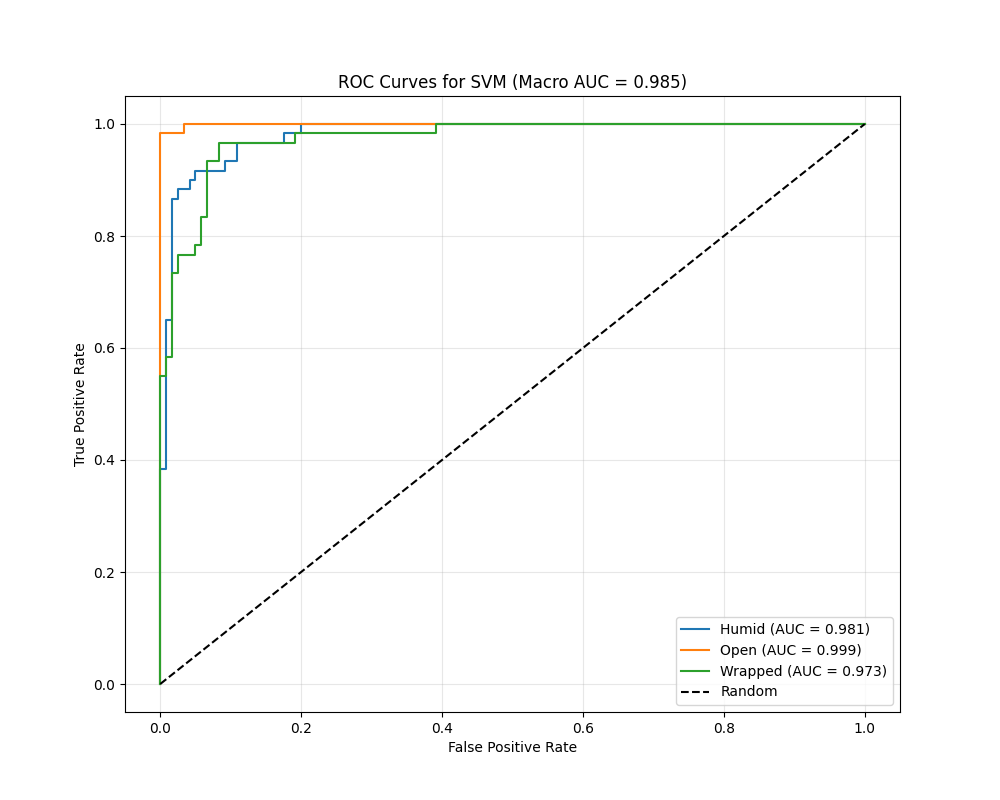 ROC Curves for SVM (Macro AUC = 0.985)
True Positive Rate
1.0
0.8
0.6
0.4
0.2
0.0
0.0 0.2 0.4 0.6 0.8 1.0
False Positive Rate
Humid (AUC = 0.981)
Open (AUC = 0.999)
Wrapped (AUC = 0.973)
Random